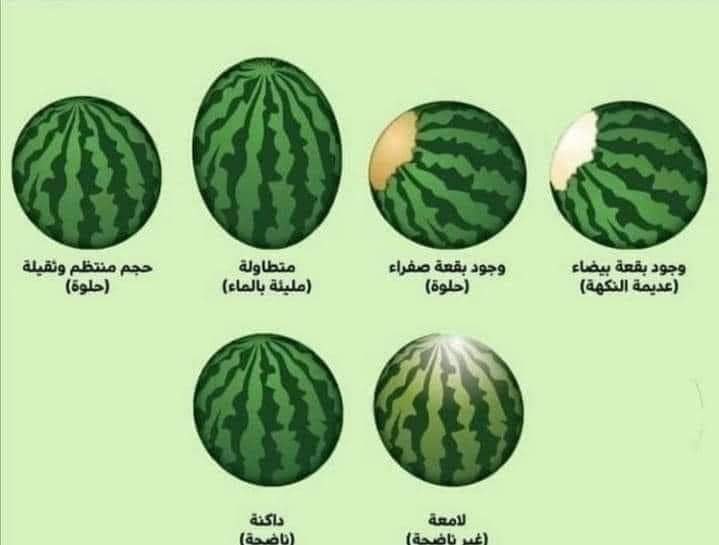 وجود بقعة بيضاء
(عديمة النكهة)
وجود بقعة صفراء
(حلوة)
متطاولة
(مليئة بالماء)
حجم منتظم وثقيلة
(حلوة)
لامعة
(غير ناضجة)
داكنة
(ناضجة)